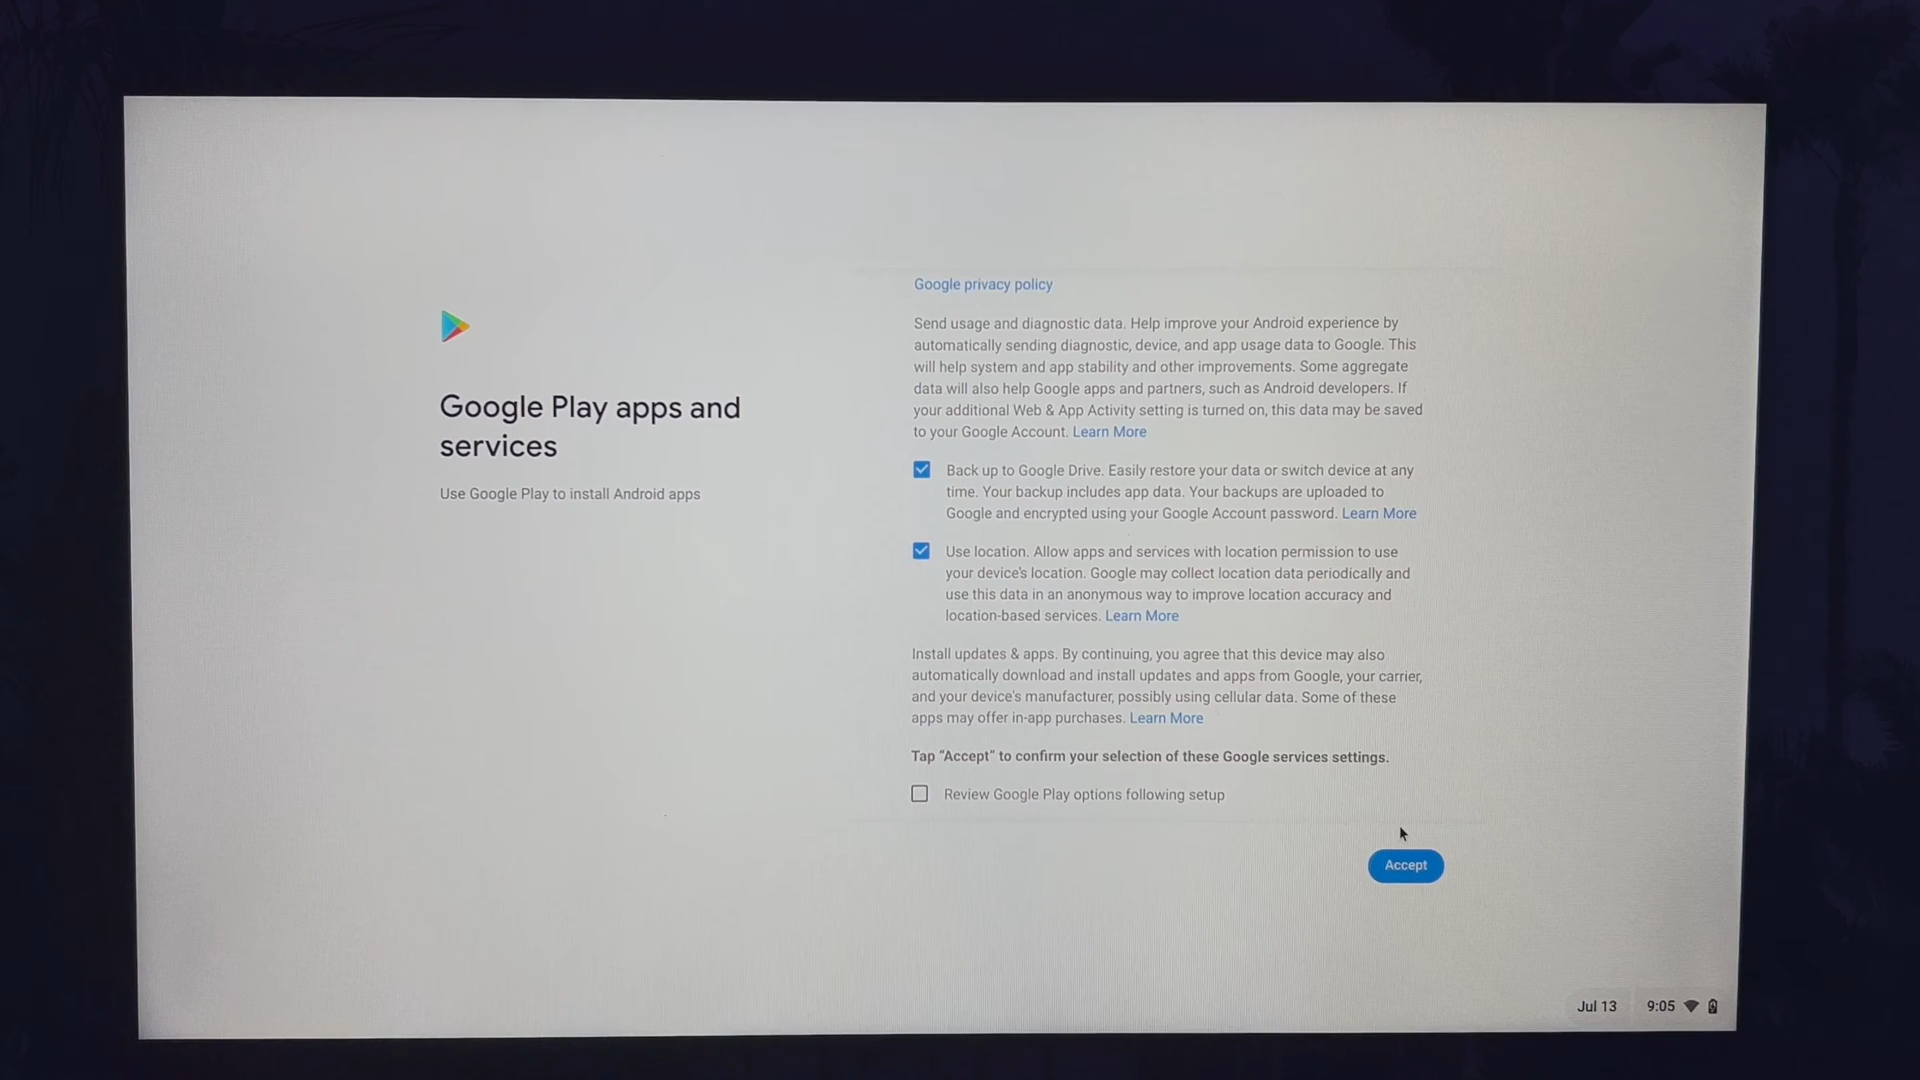 Google Play apps and
services
Use Google Play to install Android apps
Google privacy policy
Send usage and diagnostic data. Help improve your Android experience by
automatically sending diagnostic, device, and app usage data to Google. This
will help system and app stability and other improvements. Some aggregate
data will also help Google apps and partners, such as Android developers. If
your additional Web & App Activity setting is turned on, this data may be saved
to your Google Account. Learn More
Back up to Google Drive. Easily restore your data or switch device at any
time. Your backup includes app data. Your backups are uploaded to
Google and encrypted using your Google Account password. Learn More
Use location. Allow apps and services with location permission to use
your device's location. Google may collect location data periodically and
use this data in an anonymous way to improve location accuracy and
location-based services. Learn More
Install updates & apps. By continuing, you agree that this device may also
automatically download and install updates and apps from Google, your carrier,
and your device's manufacturer, possibly using cellular data. Some of these
apps may offer in-app purchases. Learn More
Tap "Accept" to confirm your selection of these Google services settings.
Review Google Play options following setup
Accept
Jul 13 9:05